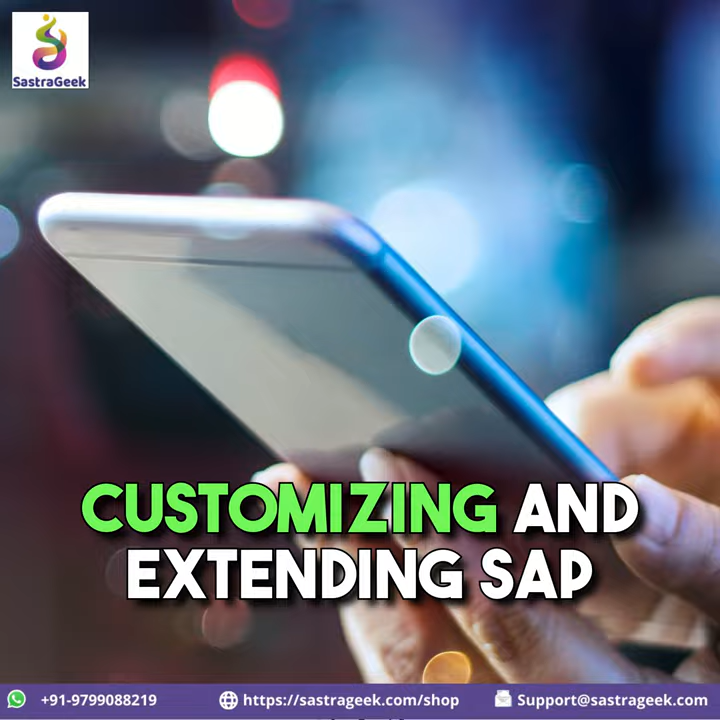 SastraGeek
CUSTOMIZING AND
EXTENDING SAP
+91-9799088219 https://sastrageek.com/shop Support@sastrageek.com